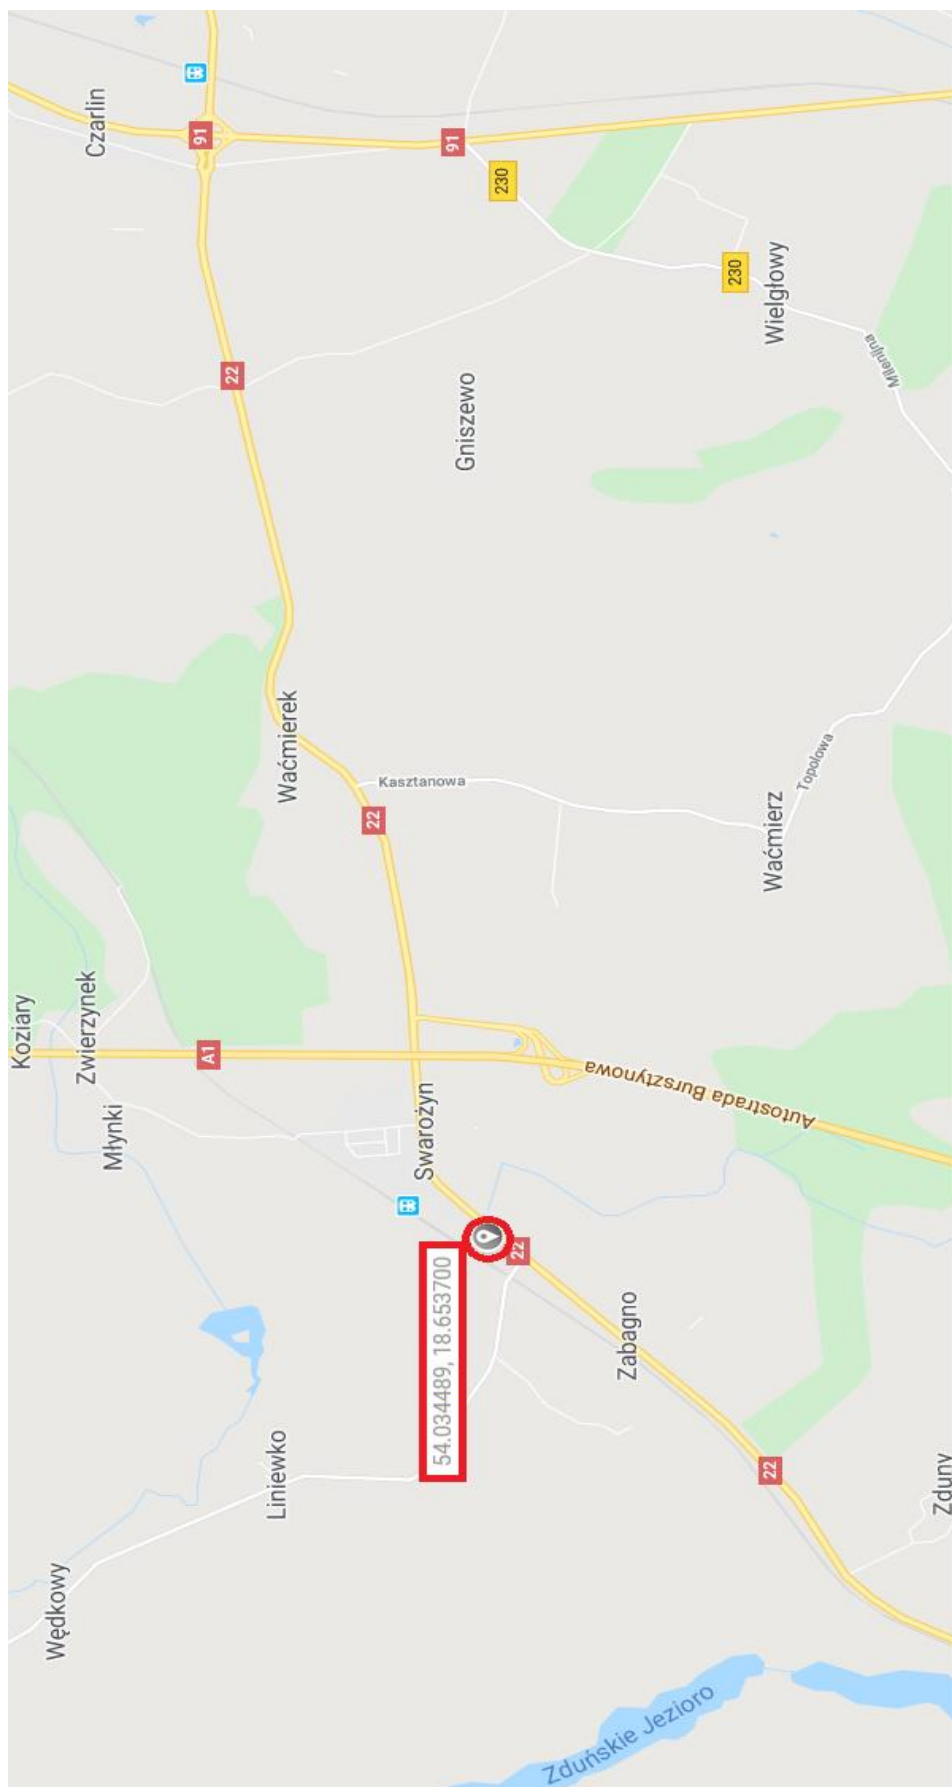 Czarlin
91
91
230
230
Wielgłowy
Milenijna
22
Gniszewo
Waćmierek
Kasztanowa
22
Topolowa
Waćmierz
Koziary
Zwierzynek
Młynki
A1
Autostrada Bursztynowa
Swarożyn
54.034489, 18.653700
22
Zabagno
Liniewko
22
Zduny
Wędkowy
Zduńskie Jezioro